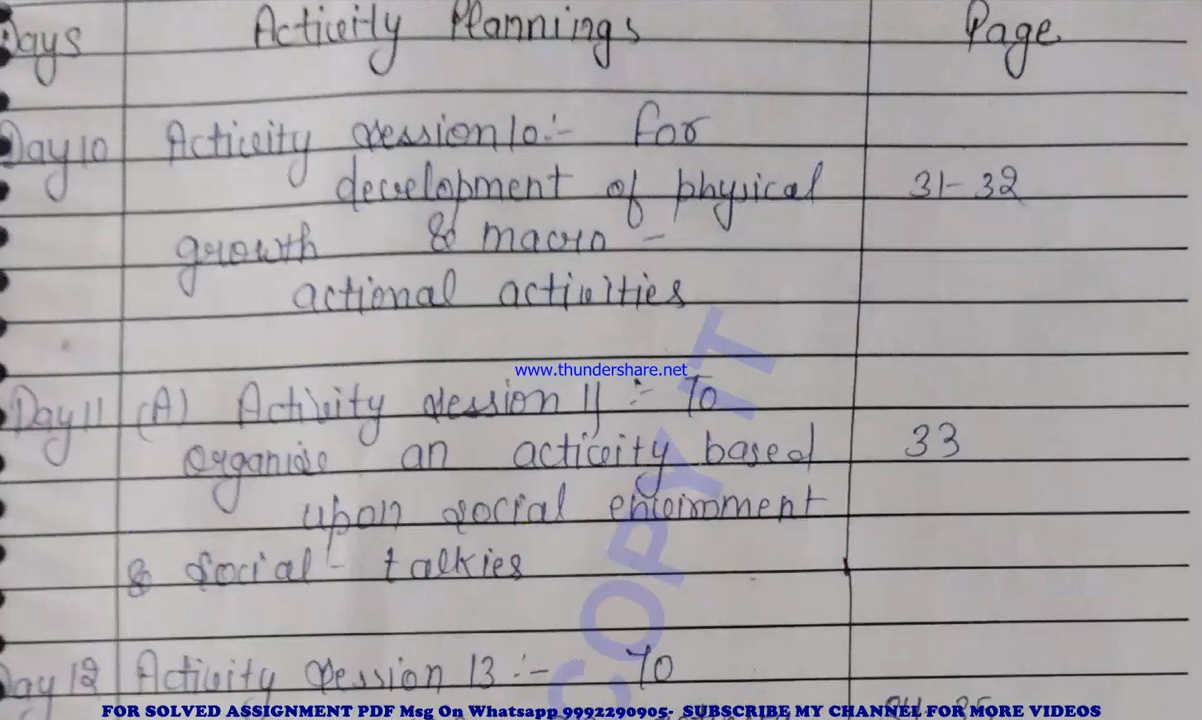 Days Activity Plannings Page
Day 10 Activity session 10:- for
development of physical 31-32
growth & macro -
actional activities
www.thundershare.net
Day 11 (A) Activity session 11 :- To
organise an activity based 33
upon social enviornment
& social - talkies
COPY IT
Day 12 Activity session 13 :- To
FOR SOLVED ASSIGNMENT PDF Msg On Whatsapp 9992290905- SUBSCRIBE MY CHANNEL FOR MORE VIDEOS